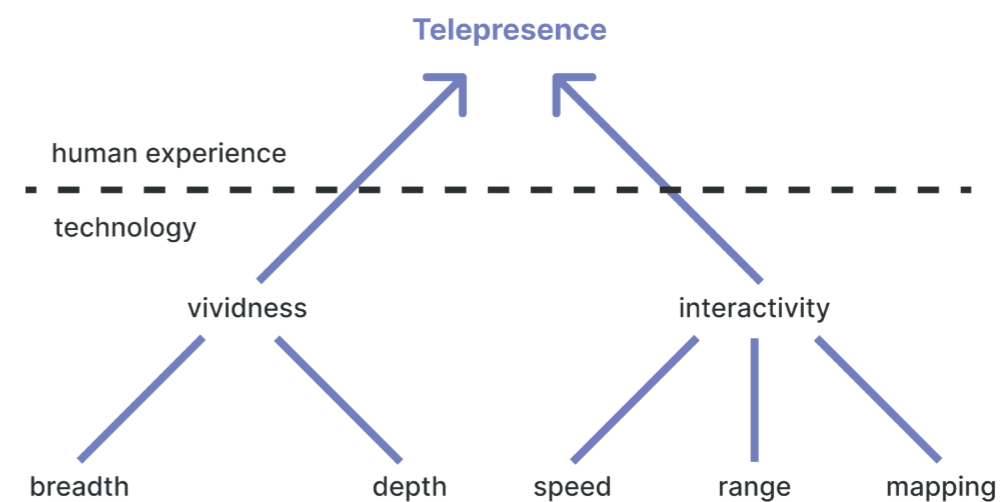 Telepresence
human experience
technology
vividness
interactivity
breadth
depth
speed
range
mapping